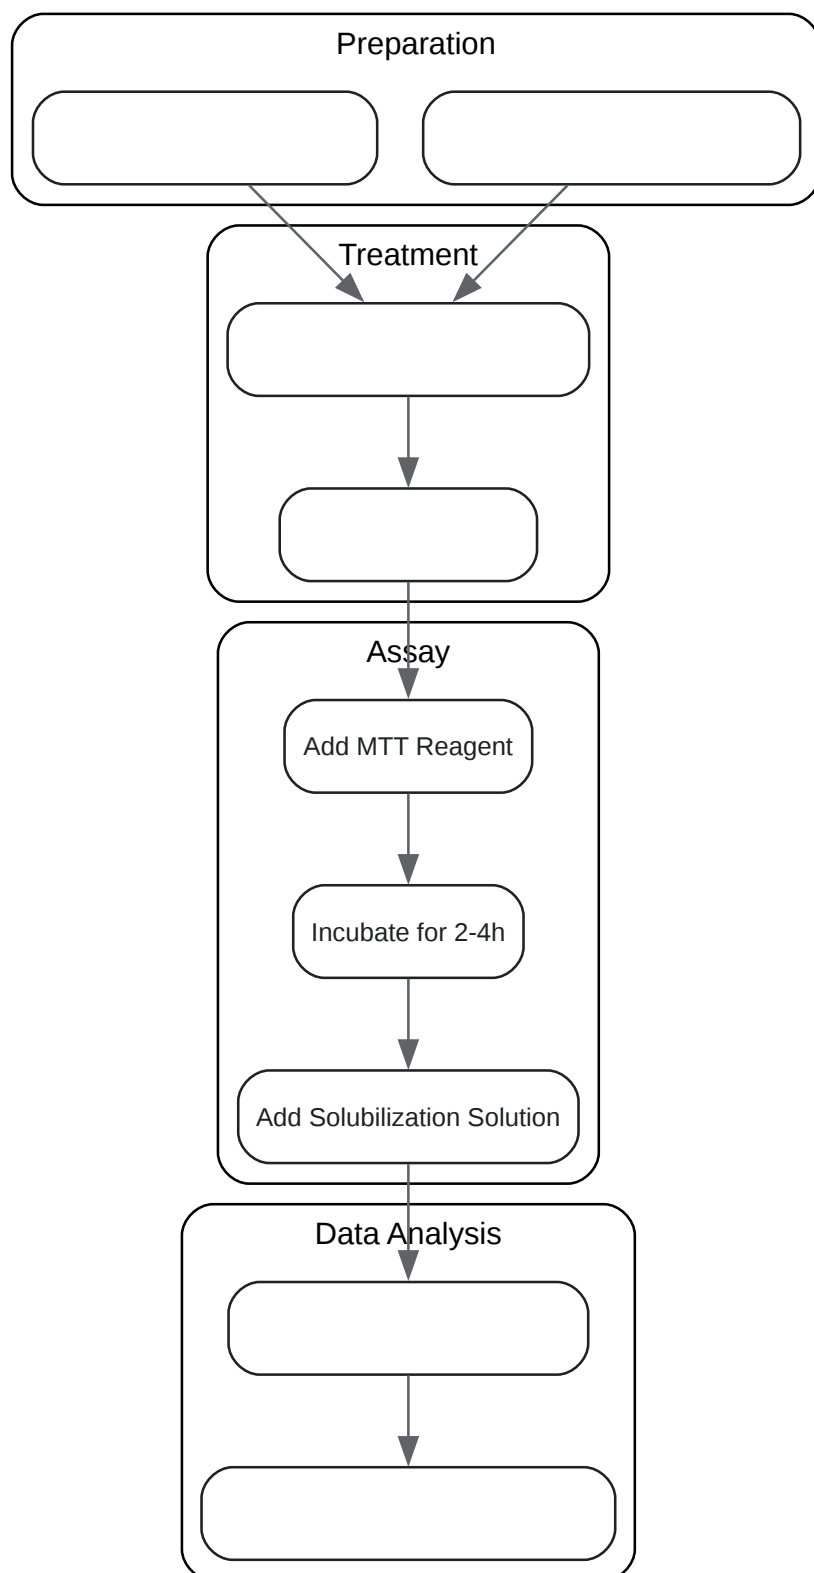 Preparation
Treatment
Assay
Add MTT Reagent
Incubate for 2-4h
Add Solubilization Solution
Data Analysis